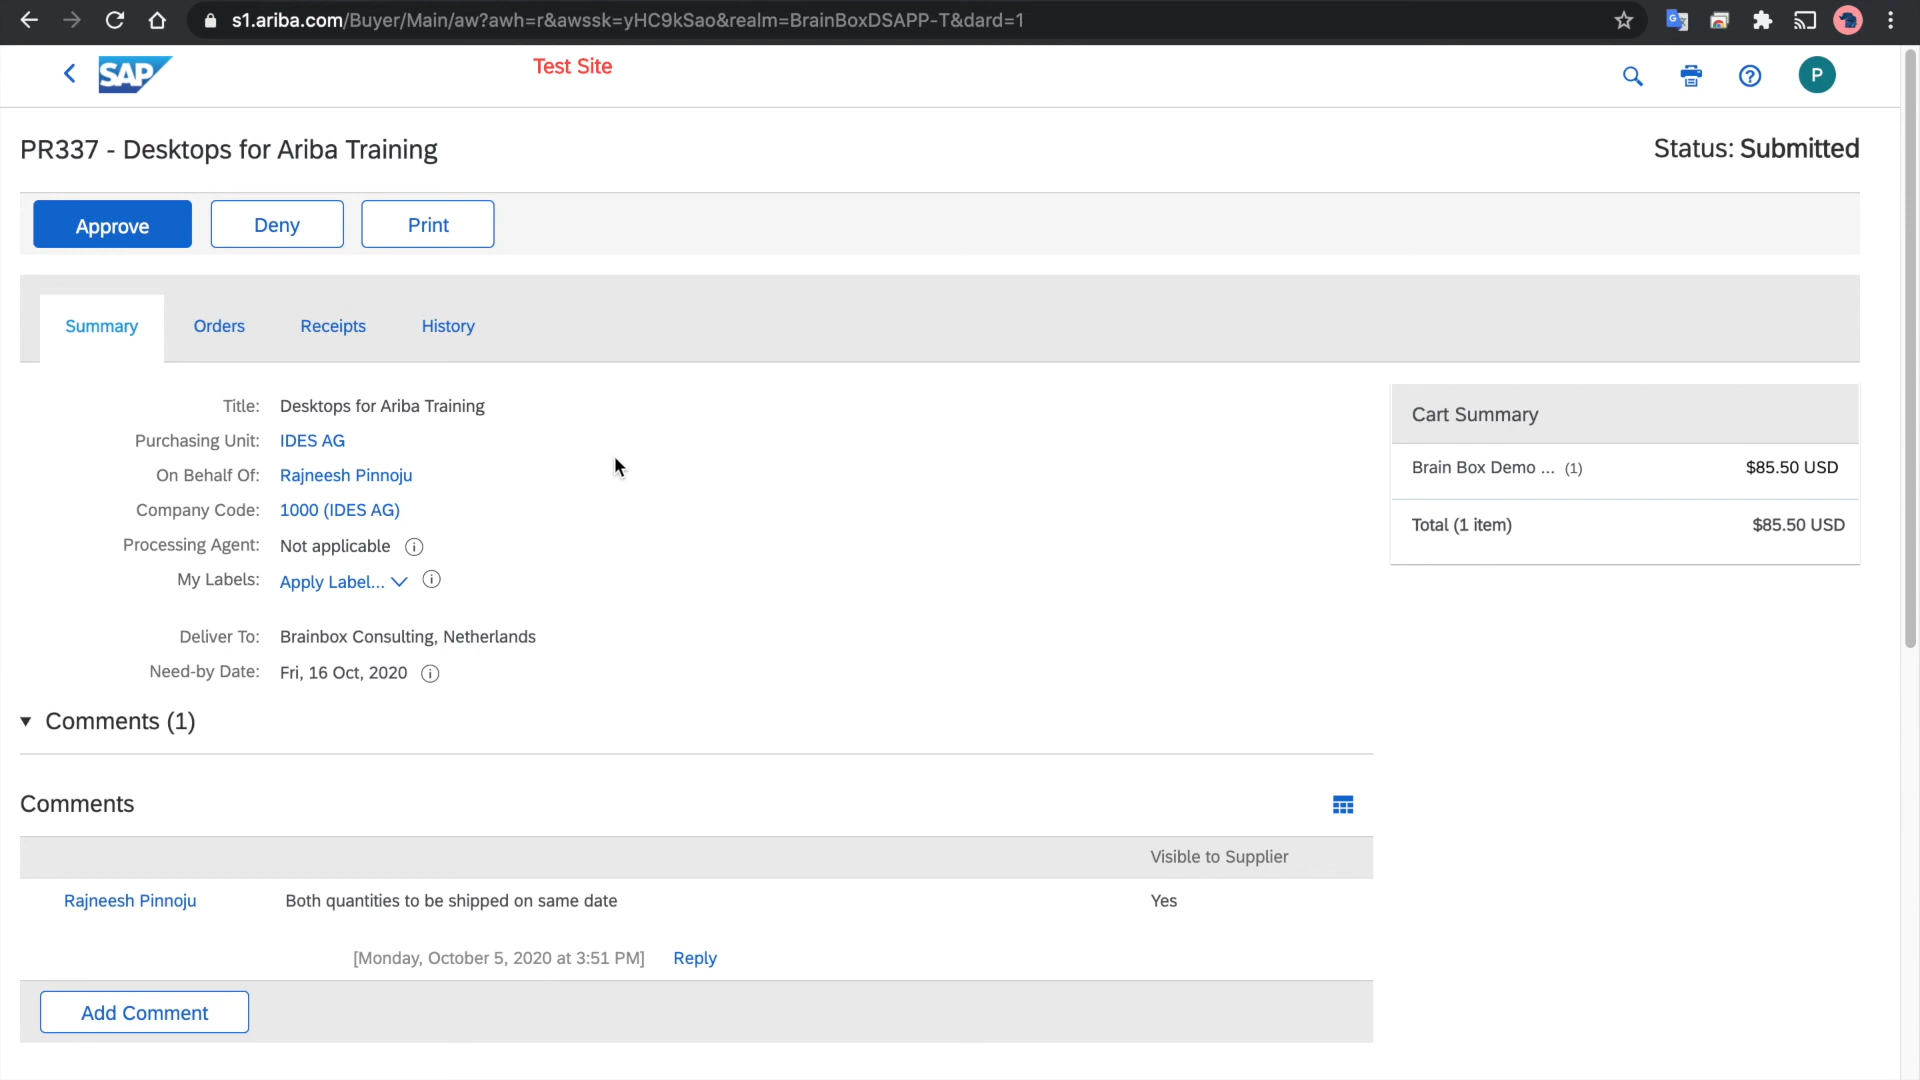 s1.ariba.com/Buyer/Main/aw?awh=r&awssk=yHC9kSao&realm=BrainBoxDSAPP-T&dard=1
SAP
Test Site
P
PR337 - Desktops for Ariba Training
Status: Submitted
Approve
Deny
Print
Summary
Orders
Receipts
History
Title: Desktops for Ariba Training
Purchasing Unit: IDES AG
On Behalf Of: Rajneesh Pinnoju
Company Code: 1000 (IDES AG)
Processing Agent: Not applicable
My Labels: Apply Label...
Deliver To: Brainbox Consulting, Netherlands
Need-by Date: Fri, 16 Oct, 2020
Cart Summary
Brain Box Demo ... (1) $85.50 USD
Total (1 item) $85.50 USD
Comments (1)
Comments
Visible to Supplier
Rajneesh Pinnoju Both quantities to be shipped on same date Yes
[Monday, October 5, 2020 at 3:51 PM] Reply
Add Comment